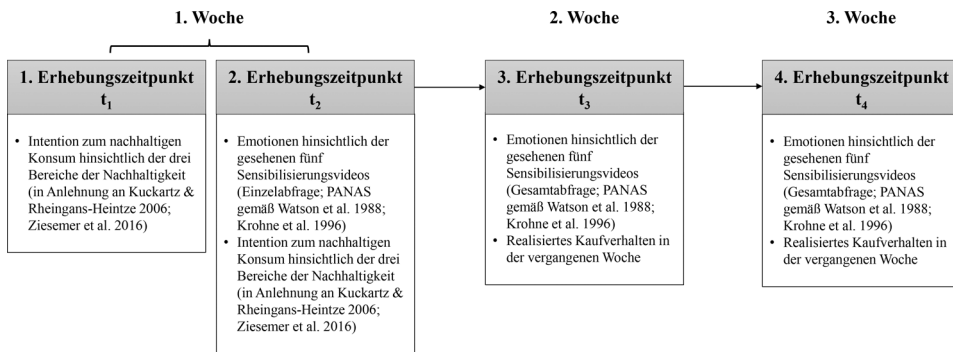 1. Woche
2. Woche
3. Woche
1. Erhebungszeitpunkt
t1
• Intention zum nachhaltigen
Konsum hinsichtlich der drei
Bereiche der Nachhaltigkeit
(in Anlehnung an Kuckartz &
Rheingans-Heintze 2006;
Ziesemer et al. 2016)
2. Erhebungszeitpunkt
t2
• Emotionen hinsichtlich der
gesehenen fünf
Sensibilisierungsvideos
(Einzelabfrage; PANAS
gemäß Watson et al. 1988;
Krohne et al. 1996)
• Intention zum nachhaltigen
Konsum hinsichtlich der drei
Bereiche der Nachhaltigkeit
(in Anlehnung an Kuckartz &
Rheingans-Heintze 2006;
Ziesemer et al. 2016)
3. Erhebungszeitpunkt
t3
• Emotionen hinsichtlich der
gesehenen fünf
Sensibilisierungsvideos
(Gesamtabfrage; PANAS
gemäß Watson et al. 1988;
Krohne et al. 1996)
• Realisiertes Kaufverhalten in
der vergangenen Woche
4. Erhebungszeitpunkt
t4
• Emotionen hinsichtlich der
gesehenen fünf
Sensibilisierungsvideos
(Gesamtabfrage; PANAS
gemäß Watson et al. 1988;
Krohne et al. 1996)
• Realisiertes Kaufverhalten in
der vergangenen Woche